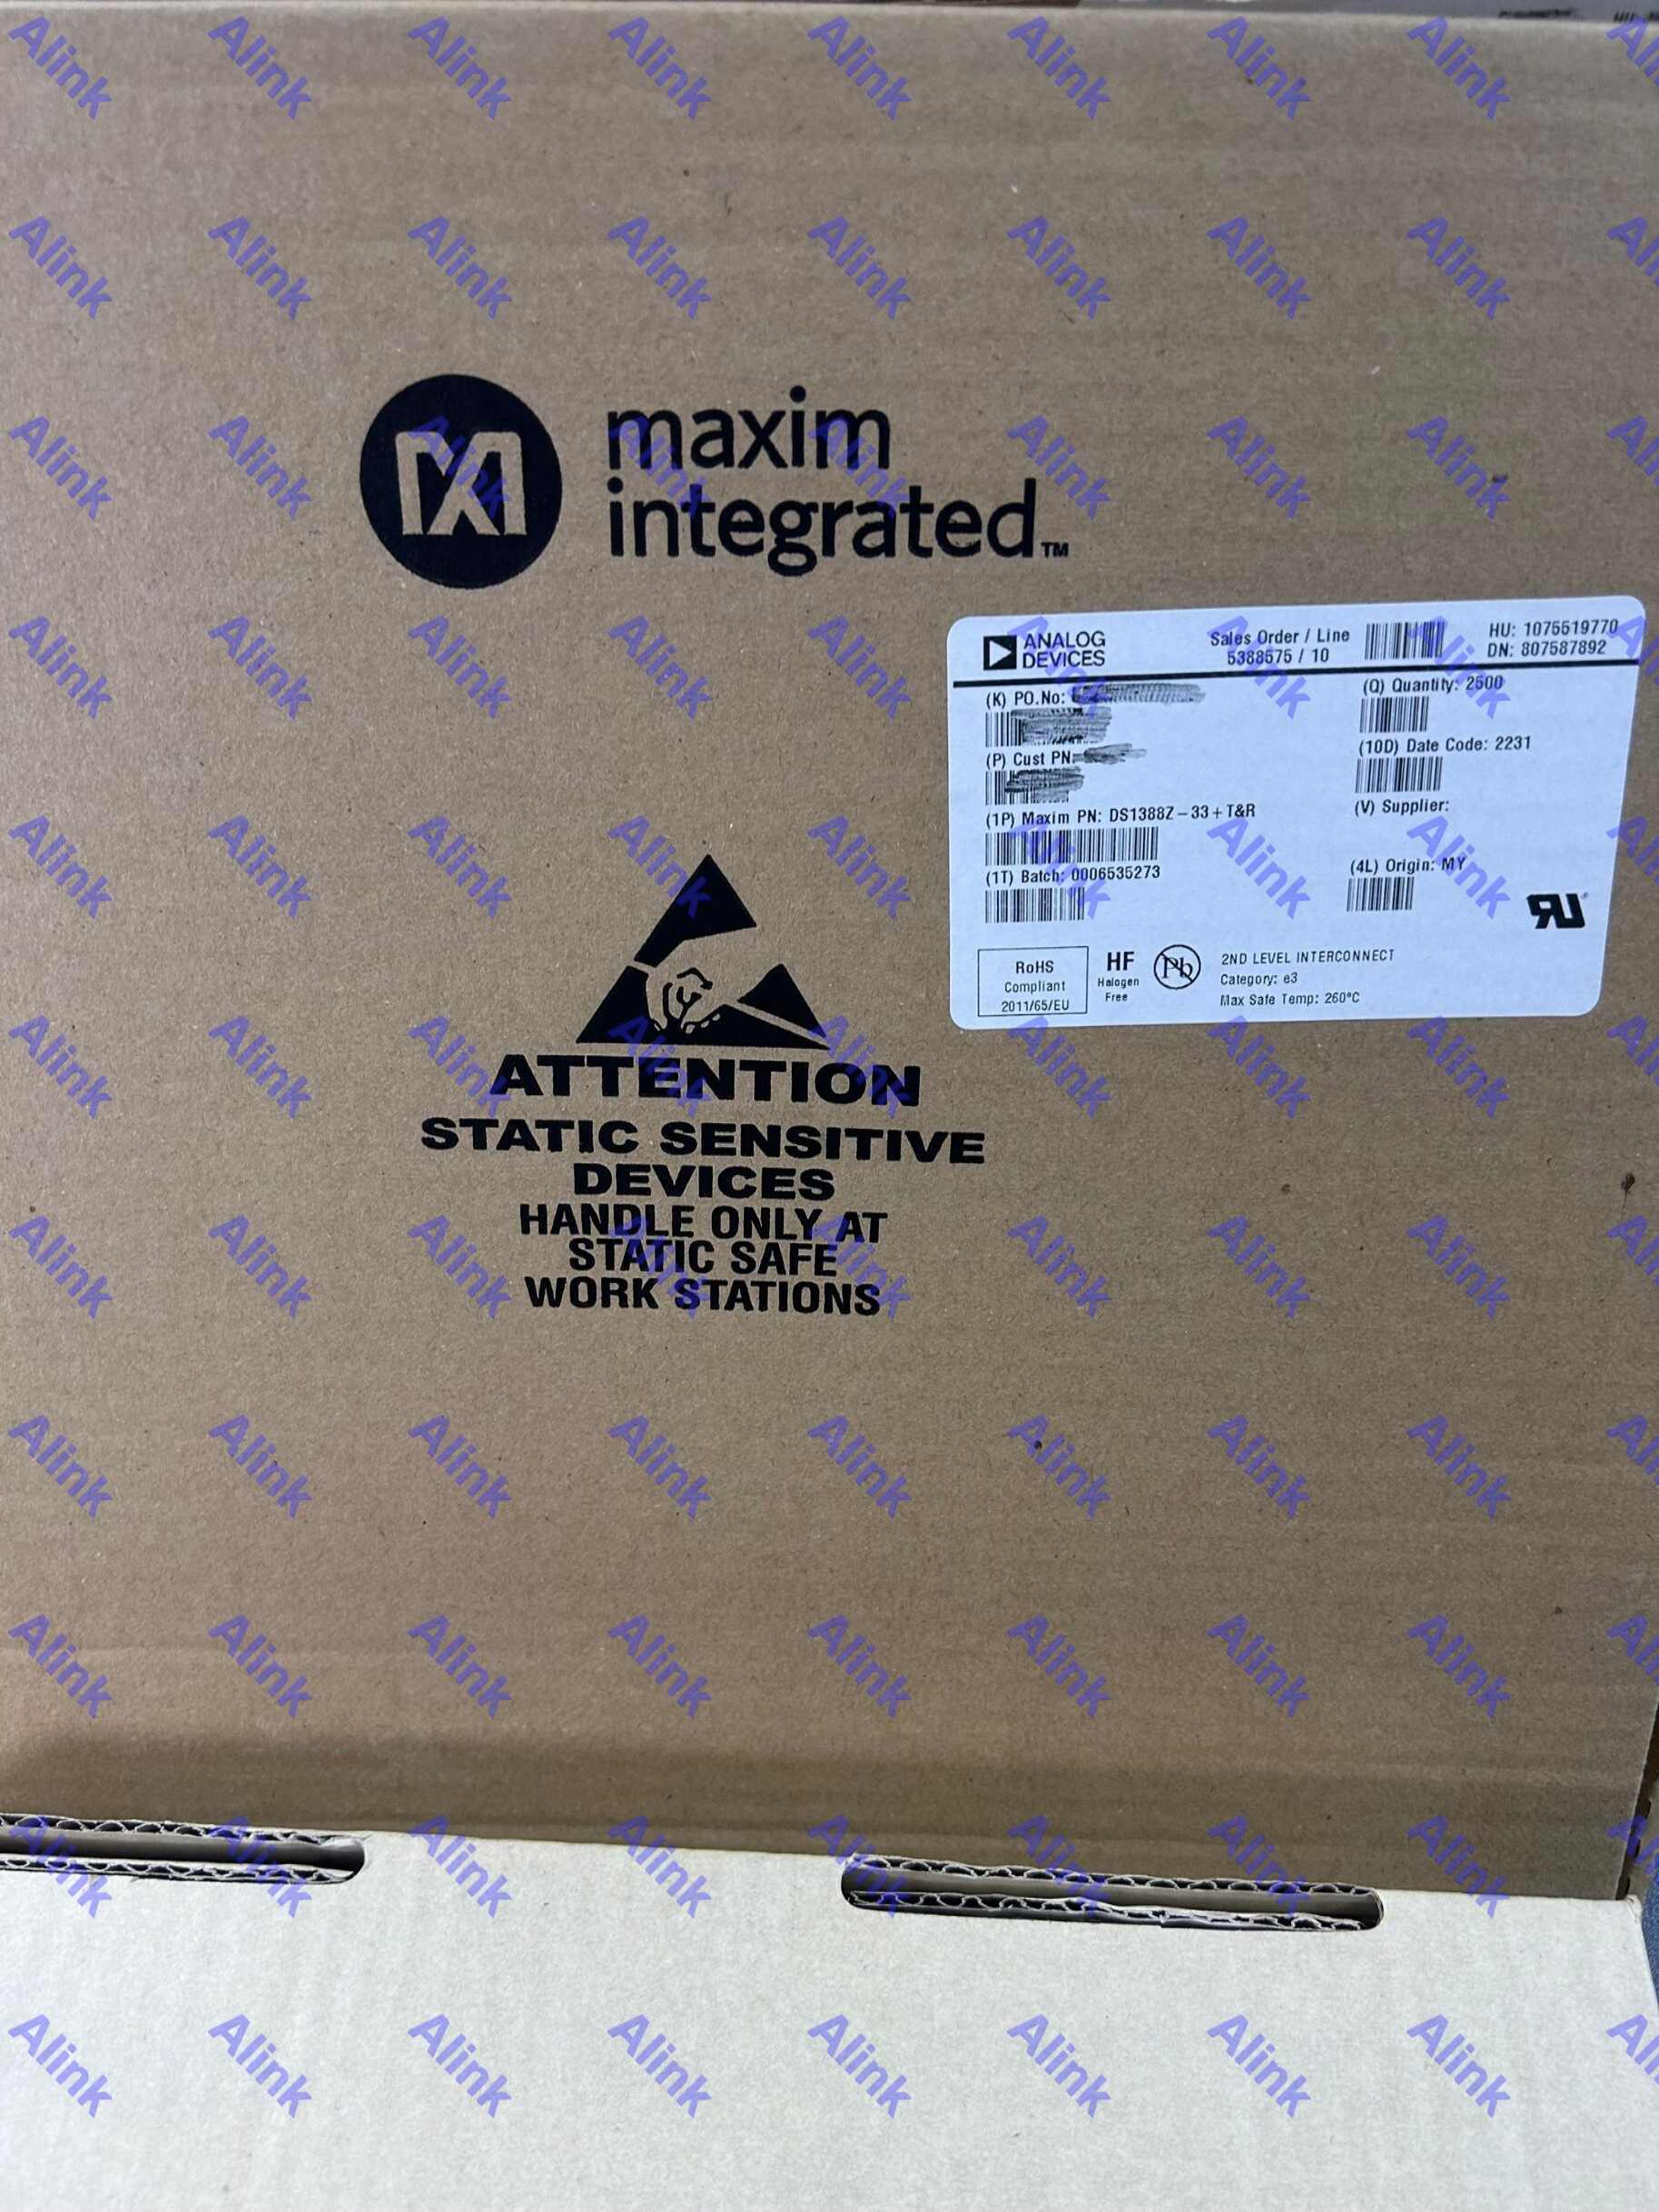 maxim
integrated™
ANALOG
DEVICES
Sales Order / Line
5388575 / 10
HU: 1075519770
DN: 807587892
(K) PO.No:
(Q) Quantity: 2500
(P) Cust PN:
(10D) Date Code: 2231
(1P) Maxim PN: DS1388Z-33+T&R
(V) Supplier:
(1T) Batch: 0006535273
(4L) Origin: MY
RoHS
Compliant
2011/65/EU
HF
Halogen
Free
Pb
2ND LEVEL INTERCONNECT
Category: e3
Max Safe Temp: 260°C
ATTENTION
STATIC SENSITIVE
DEVICES
HANDLE ONLY AT
STATIC SAFE
WORK STATIONS
Alink